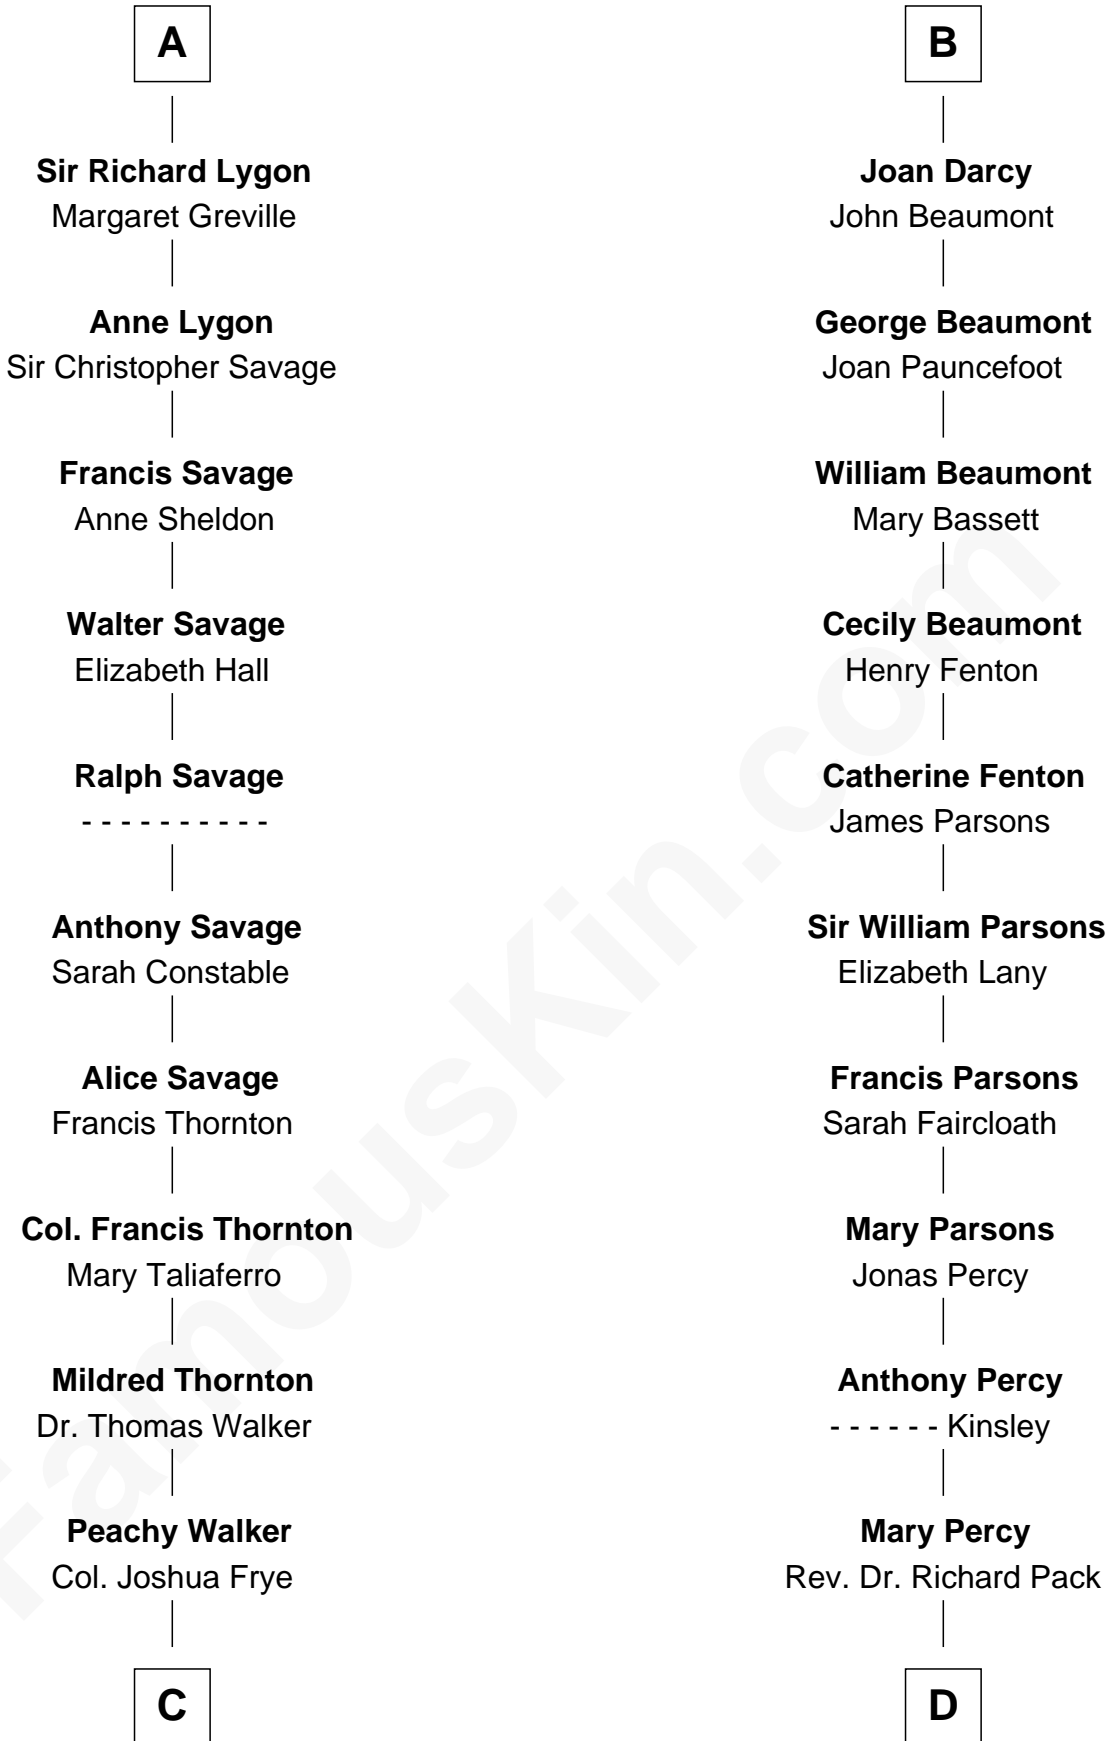 A
Sir Richard Lygon
Margaret Greville
Anne Lygon
Sir Christopher Savage
Francis Savage
Anne Sheldon
Walter Savage
Elizabeth Hall
Ralph Savage
- - - - - - - - - -
Anthony Savage
Sarah Constable
Alice Savage
Francis Thornton
Col. Francis Thornton
Mary Taliaferro
Mildred Thornton
Dr. Thomas Walker
Peachy Walker
Col. Joshua Frye
C
B
Joan Darcy
John Beaumont
George Beaumont
Joan Pauncefoot
William Beaumont
Mary Bassett
Cecily Beaumont
Henry Fenton
Catherine Fenton
James Parsons
Sir William Parsons
Elizabeth Lany
Francis Parsons
Sarah Faircloath
Mary Parsons
Jonas Percy
Anthony Percy
- - - - - - Kinsley
Mary Percy
Rev. Dr. Richard Pack
D
FamousKin.com